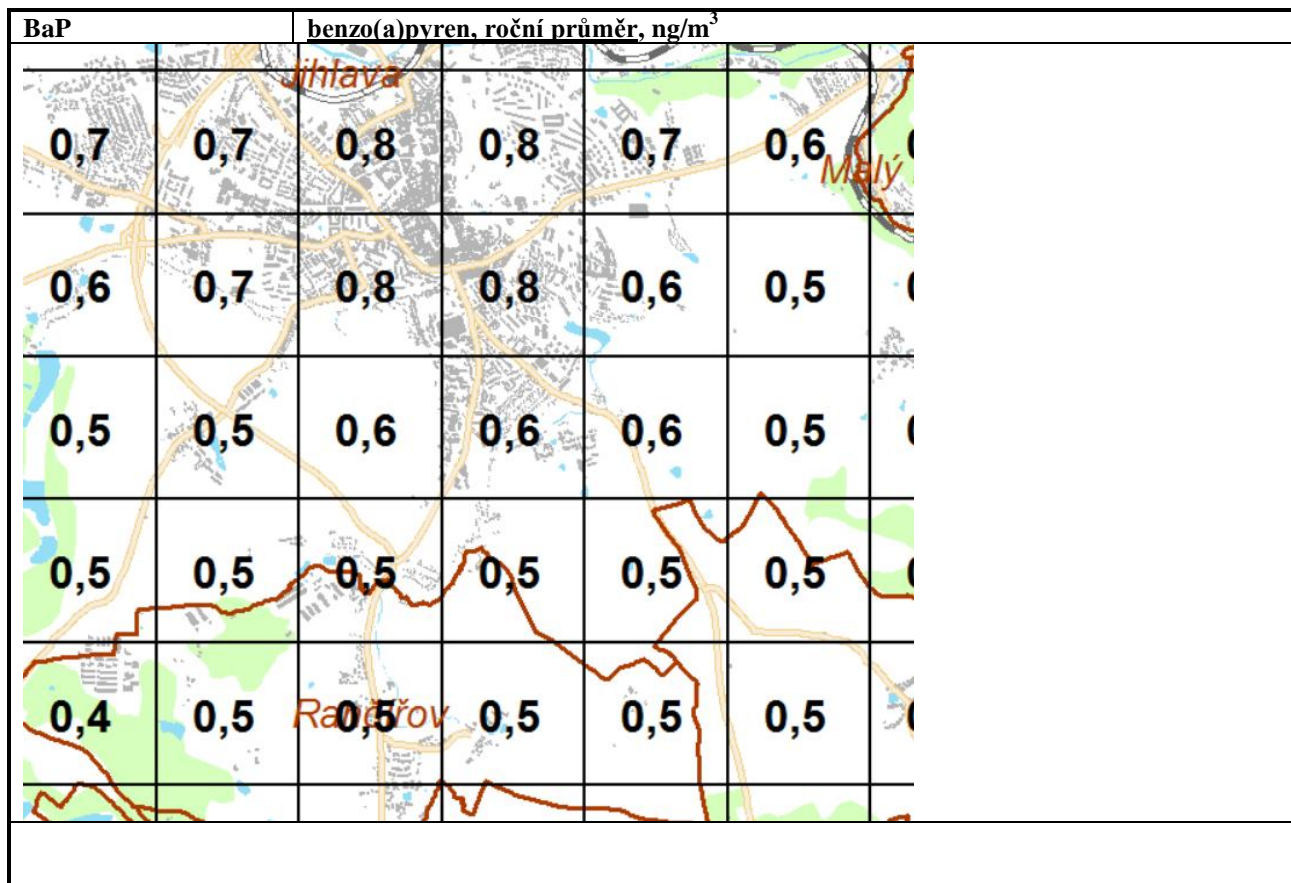 BaP benzo(a)pyren, roční průměr, ng/m³
Jihlava
0,7 0,7 0,8 0,8 0,7 0,6
Malý
0,6 0,7 0,8 0,8 0,6 0,5
0,5 0,5 0,6 0,6 0,6 0,5
0,5 0,5 0,5 0,5 0,5 0,5
0,4 0,5 0,5 0,5 0,5 0,5
Rančířov